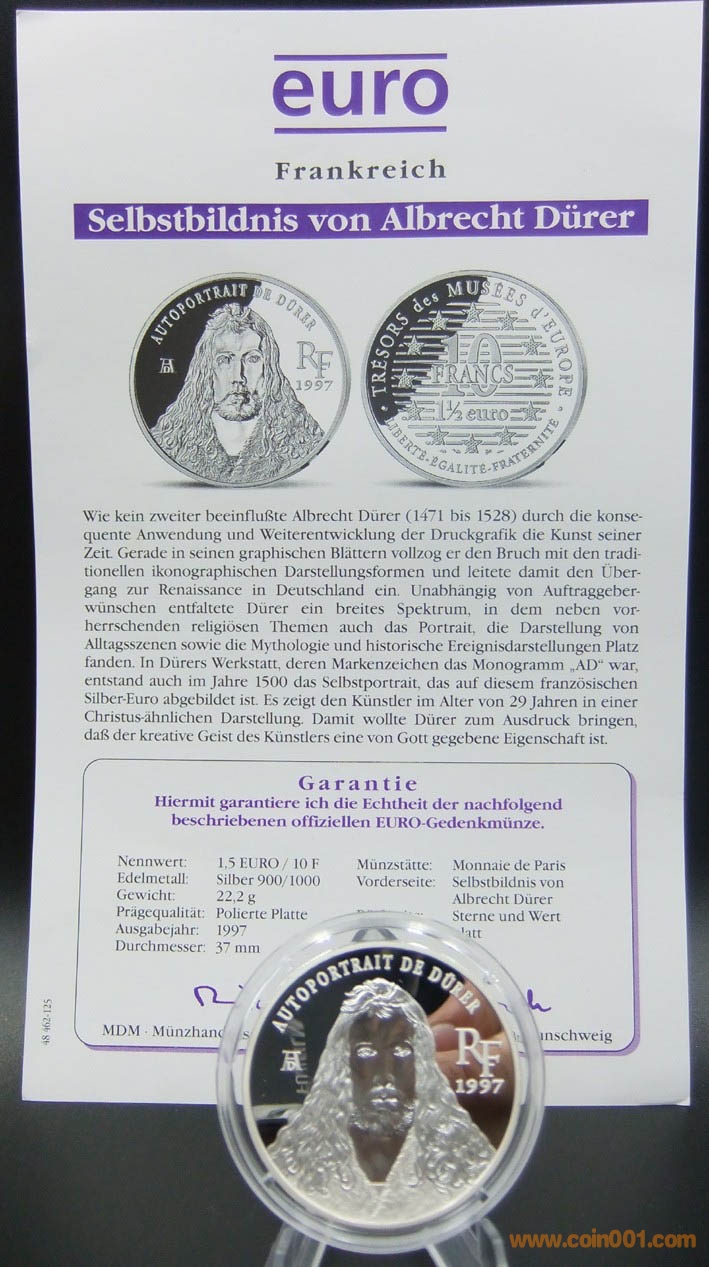 euro
Frankreich
Selbstbildnis von Albrecht Dürer
AUTOPORTRAIT DE DÜRER
AD
RF
1997
TRÉSORS des MUSÉES d'EUROPE
10
FRANCS
1½ euro
LIBERTÉ-ÉGALITÉ-FRATERNITÉ
Wie kein zweiter beeinflußte Albrecht Dürer (1471 bis 1528) durch die konse-
quente Anwendung und Weiterentwicklung der Druckgrafik die Kunst seiner
Zeit. Gerade in seinen graphischen Blättern vollzog er den Bruch mit den tradi-
tionellen ikonographischen Darstellungsformen und leitete damit den Über-
gang zur Renaissance in Deutschland ein. Unabhängig von Auftraggeber-
wünschen entfaltete Dürer ein breites Spektrum, in dem neben vor-
herrschenden religiösen Themen auch das Portrait, die Darstellung von
Alltagsszenen sowie die Mythologie und historische Ereignisdarstellungen Platz
fanden. In Dürers Werkstatt, deren Markenzeichen das Monogramm „AD" war,
entstand auch im Jahre 1500 das Selbstportrait, das auf diesem französischen
Silber-Euro abgebildet ist. Es zeigt den Künstler im Alter von 29 Jahren in einer
Christus-ähnlichen Darstellung. Damit wollte Dürer zum Ausdruck bringen,
daß der kreative Geist des Künstlers eine von Gott gegebene Eigenschaft ist.
Garantie
Hiermit garantiere ich die Echtheit der nachfolgend
beschriebenen offiziellen EURO-Gedenkmünze.
Nennwert: 1,5 EURO / 10 F
Edelmetall: Silber 900/1000
Gewicht: 22,2 g
Prägequalität: Polierte Platte
Ausgabejahr: 1997
Durchmesser: 37 mm
Münzstätte: Monnaie de Paris
Vorderseite: Selbstbildnis von
Albrecht Dürer
Sterne und Wert
MDM · Münzhand
unschweig
48 462-125
AUTOPORTRAIT DE DÜRER
AD
RF
1997
www.coin001.com